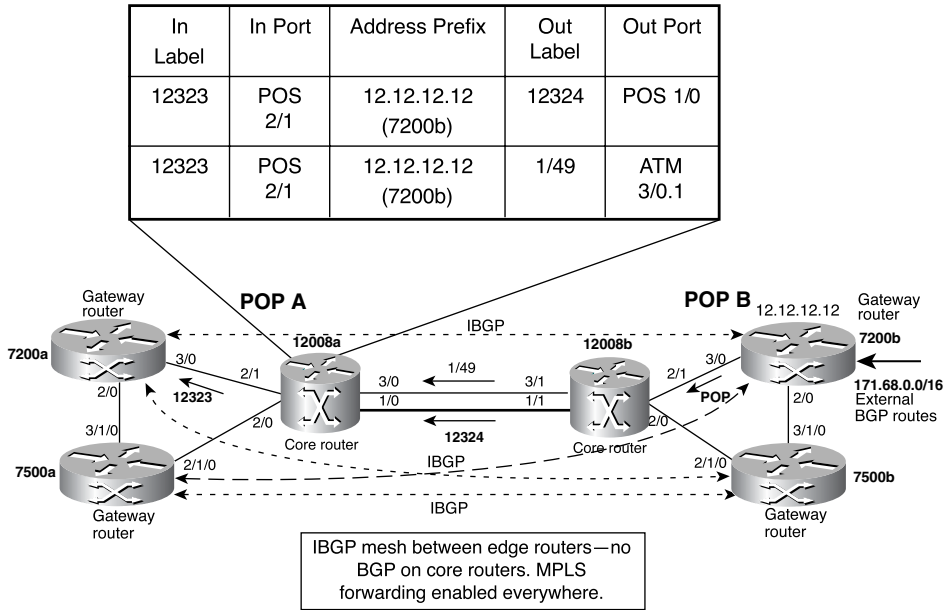 In Label | In Port | Address Prefix | Out Label | Out Port
12323 | POS 2/1 | 12.12.12.12 (7200b) | 12324 | POS 1/0
12323 | POS 2/1 | 12.12.12.12 (7200b) | 1/49 | ATM 3/0.1
POP A
POP B
Gateway router
7200a
3/0
2/0
12323
2/1
12008a
2/0
Core router
3/0
1/0
1/49
12324
3/1
1/1
12008b
2/1
2/0
Core router
IBGP
12.12.12.12
Gateway router
7200b
3/0
POP
2/0
171.68.0.0/16
External
BGP routes
3/1/0
7500a
2/1/0
Gateway
router
IBGP
IBGP
3/1/0
2/1/0
7500b
Gateway
router
IBGP mesh between edge routers—no
BGP on core routers. MPLS
forwarding enabled everywhere.